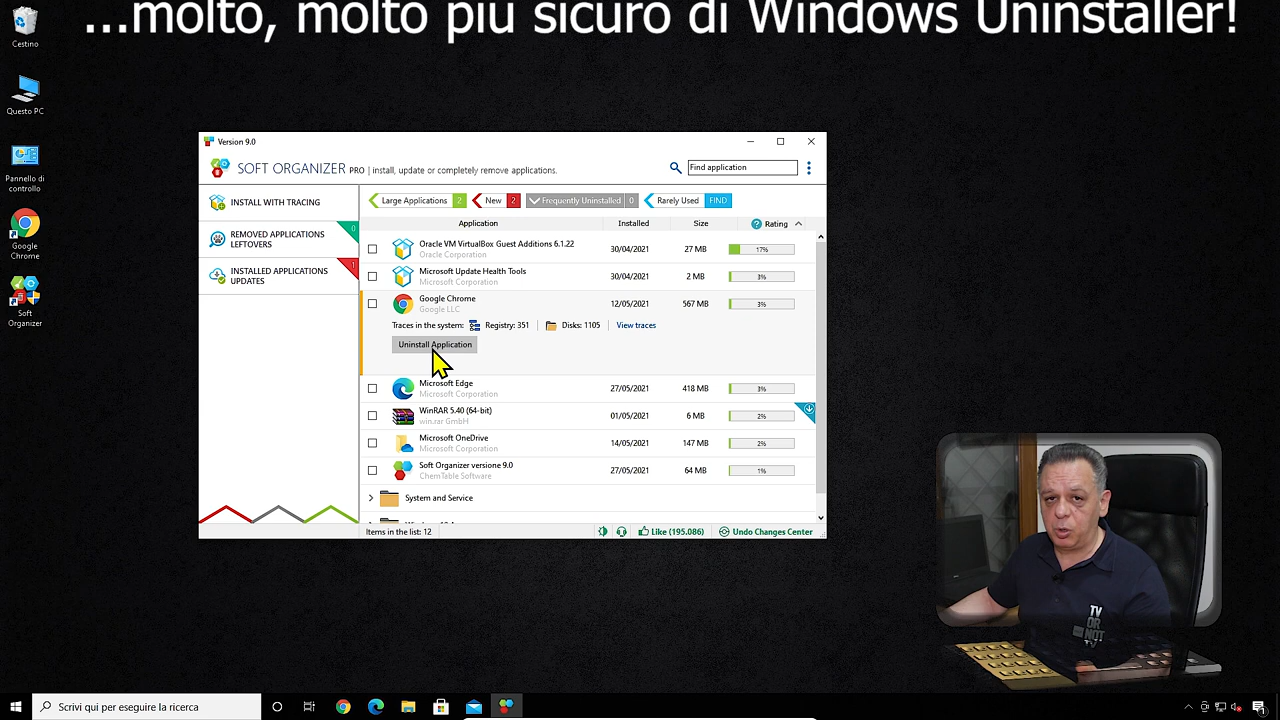 ...molto, molto più sicuro di Windows Uninstaller!
Cestino
Questo PC
Pannello di
controllo
Google
Chrome
Soft
Organizer
Version 9.0
SOFT ORGANIZER PRO | install, update or completely remove applications.
Find application
INSTALL WITH TRACING
REMOVED APPLICATIONS
LEFTOVERS
0
INSTALLED APPLICATIONS
UPDATES
1
Large Applications 2
New 2
Frequently Uninstalled 0
Rarely Used FIND
Application Installed Size ? Rating
Oracle VM VirtualBox Guest Additions 6.1.22 30/04/2021 27 MB 17%
Oracle Corporation
Microsoft Update Health Tools 30/04/2021 2 MB 3%
Microsoft Corporation
Google Chrome 12/05/2021 567 MB 3%
Google LLC
Traces in the system: Registry: 351 Disks: 1105 View traces
Uninstall Application
Microsoft Edge 27/05/2021 418 MB 3%
Microsoft Corporation
WinRAR 5.40 (64-bit) 01/05/2021 6 MB 2%
win.rar GmbH
Microsoft OneDrive 14/05/2021 147 MB 2%
Microsoft Corporation
Soft Organizer versione 9.0 27/05/2021 64 MB 1%
ChemTable Software
System and Service
Items in the list: 12
Like (195.086)
Undo Changes Center
TV
OR
NOT
TV
Scrivi qui per eseguire la ricerca
1